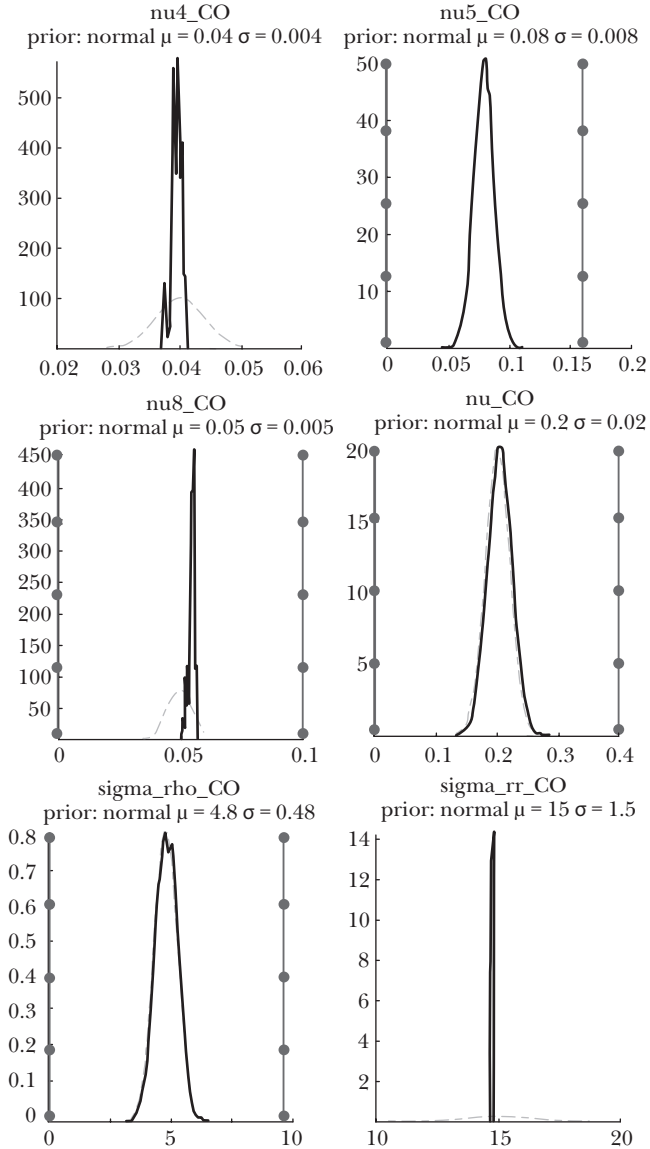 nu4_CO
prior: normal μ = 0.04 σ = 0.004
500
400
300
200
100
0.02 0.03 0.04 0.05 0.06
nu5_CO
prior: normal μ = 0.08 σ = 0.008
50
40
30
20
10
0 0.05 0.1 0.15 0.2
nu8_CO
prior: normal μ = 0.05 σ = 0.005
450
400
350
300
250
200
150
100
50
0 0.05 0.1
nu_CO
prior: normal μ = 0.2 σ = 0.02
20
15
10
5
0 0.1 0.2 0.3 0.4
sigma_rho_CO
prior: normal μ = 4.8 σ = 0.48
0.8
0.7
0.6
0.5
0.4
0.3
0.2
0.1
0
0 5 10
sigma_rr_CO
prior: normal μ = 15 σ = 1.5
14
12
10
8
6
4
2
10 15 20